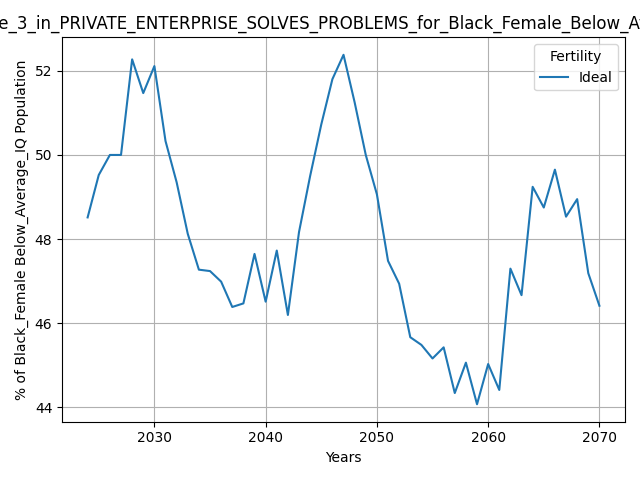 e_3_in_PRIVATE_ENTERPRISE_SOLVES_PROBLEMS_for_Black_Female_Below_A
Fertility
Ideal
% of Black_Female Below_Average_IQ Population
52
50
48
46
44
2030
2040
2050
2060
2070
Years